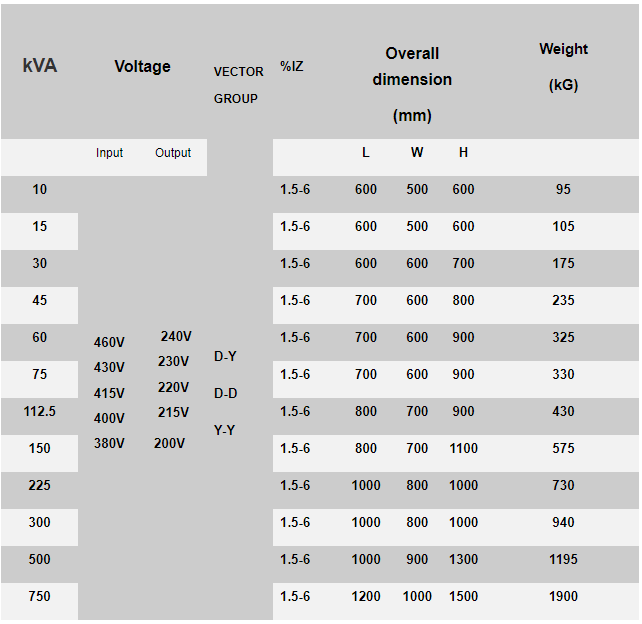 kVA Voltage VECTOR GROUP %IZ Overall dimension (mm) Weight (kG)
Input Output L W H
10 1.5-6 600 500 600 95
15 1.5-6 600 500 600 105
30 1.5-6 600 600 700 175
45 1.5-6 700 600 800 235
60 460V 240V D-Y 1.5-6 700 600 900 325
75 430V 230V 1.5-6 700 600 900 330
415V 220V D-D
112.5 400V 215V 1.5-6 800 700 900 430
150 380V 200V Y-Y 1.5-6 800 700 1100 575
225 1.5-6 1000 800 1000 730
300 1.5-6 1000 800 1000 940
500 1.5-6 1000 900 1300 1195
750 1.5-6 1200 1000 1500 1900